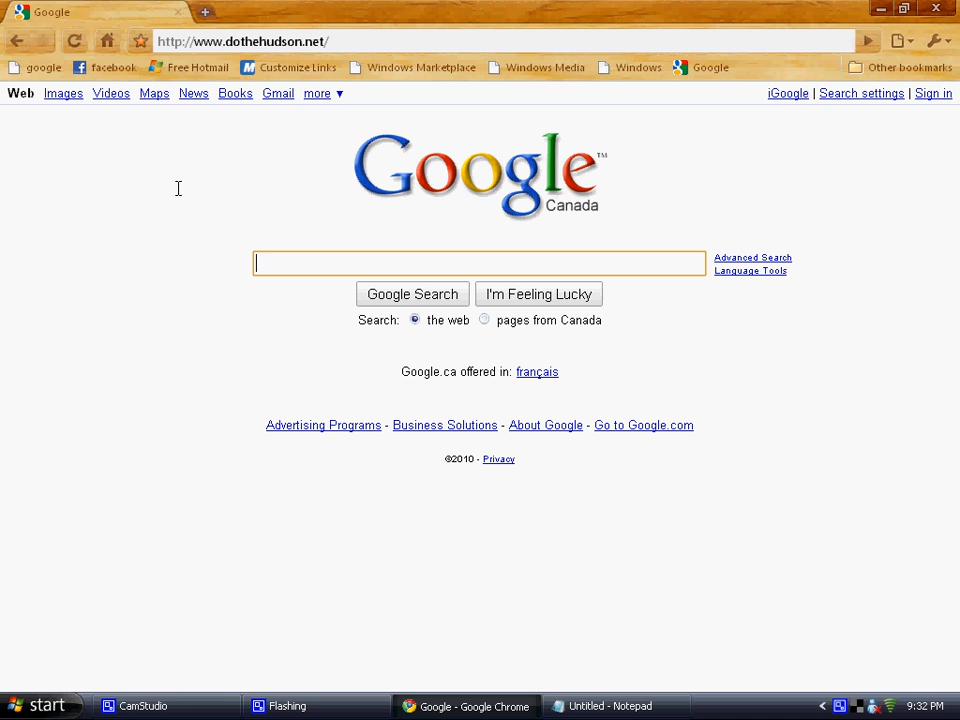 Google
http://www.dothehudson.net/
google facebook Free Hotmail Customize Links Windows Marketplace Windows Media Windows Google Other bookmarks
Web Images Videos Maps News Books Gmail more ▼ iGoogle | Search settings | Sign in
Google™
Canada
Advanced Search
Language Tools
Google Search I'm Feeling Lucky
Search: the web pages from Canada
Google.ca offered in: français
Advertising Programs - Business Solutions - About Google - Go to Google.com
©2010 - Privacy
start CamStudio Flashing Google - Google Chrome Untitled - Notepad 9:32 PM